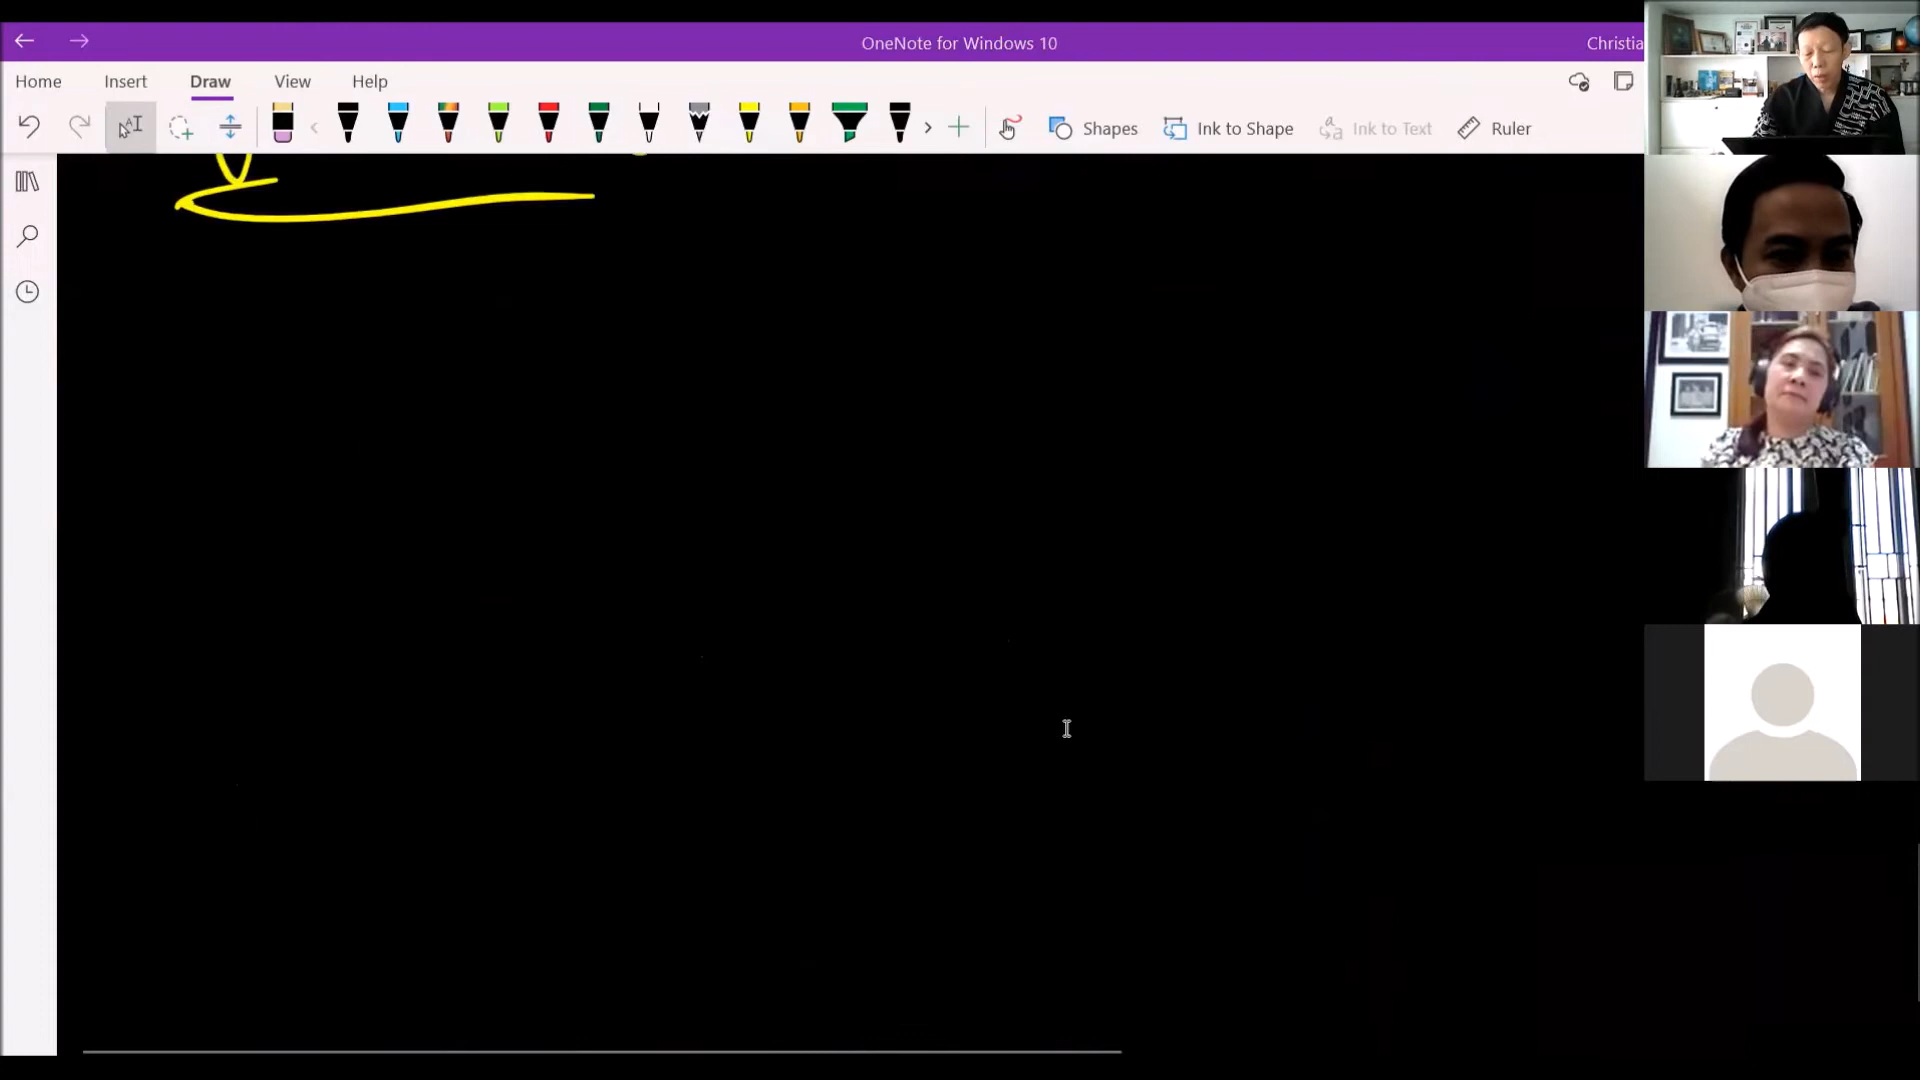 OneNote for Windows 10
Christia
Home Insert Draw View Help
Shapes Ink to Shape Ink to Text Ruler